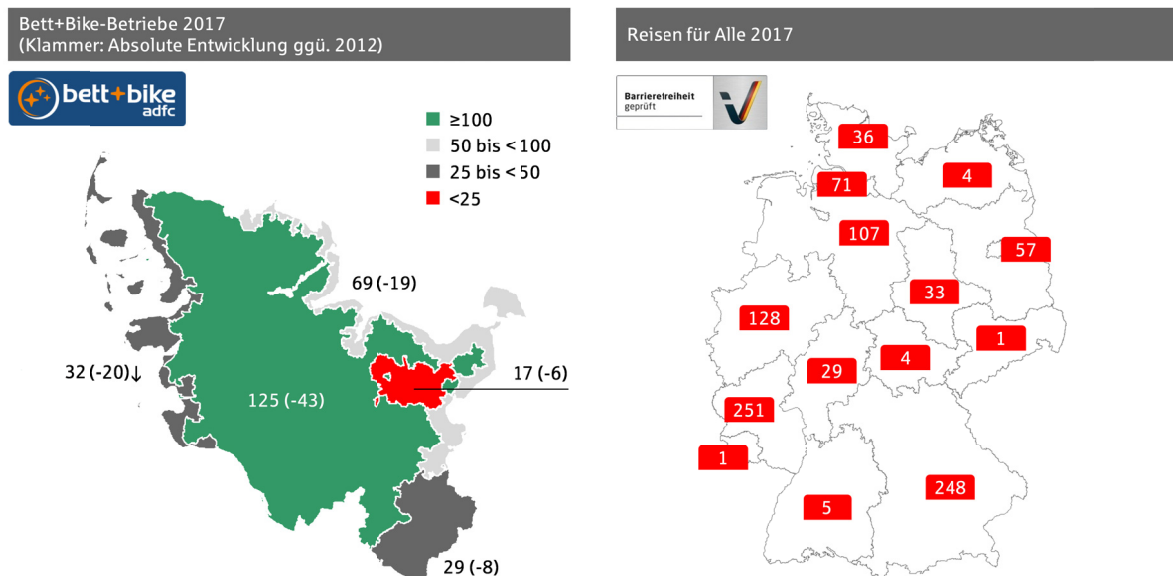 Bett+Bike-Betriebe 2017
(Klammer: Absolute Entwicklung ggü. 2012)
bett+bike
adfc
≥100
50 bis <100
25 bis <50
<25
69 (-19)
32 (-20)↓
17 (-6)
125 (-43)
29 (-8)
Reisen für Alle 2017
Barrierefreiheit
geprüft
36
4
71
107
57
33
128
1
4
29
251
1
248
5